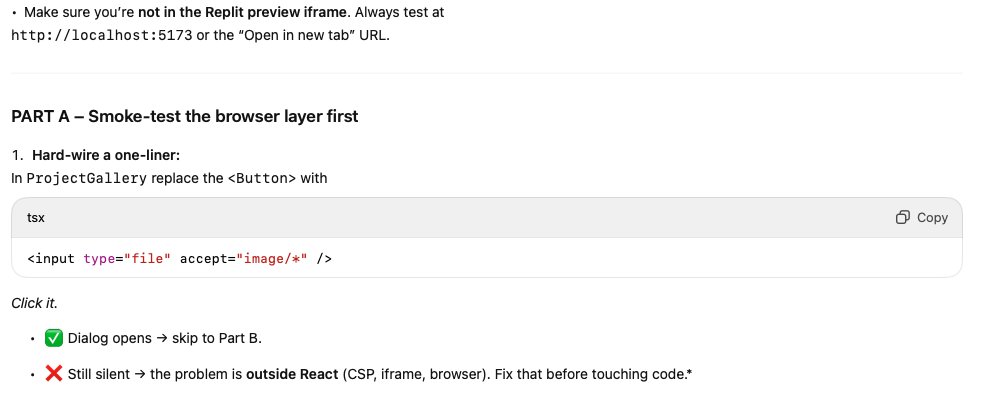 • Make sure you’re not in the Replit preview iframe. Always test at
http://localhost:5173 or the “Open in new tab” URL.
PART A – Smoke-test the browser layer first
1. Hard-wire a one-liner:
In ProjectGallery replace the <Button> with
tsx
Copy
<input type="file" accept="image/*" />
Click it.
• ✅ Dialog opens → skip to Part B.
• ❌ Still silent → the problem is outside React (CSP, iframe, browser). Fix that before touching code.*